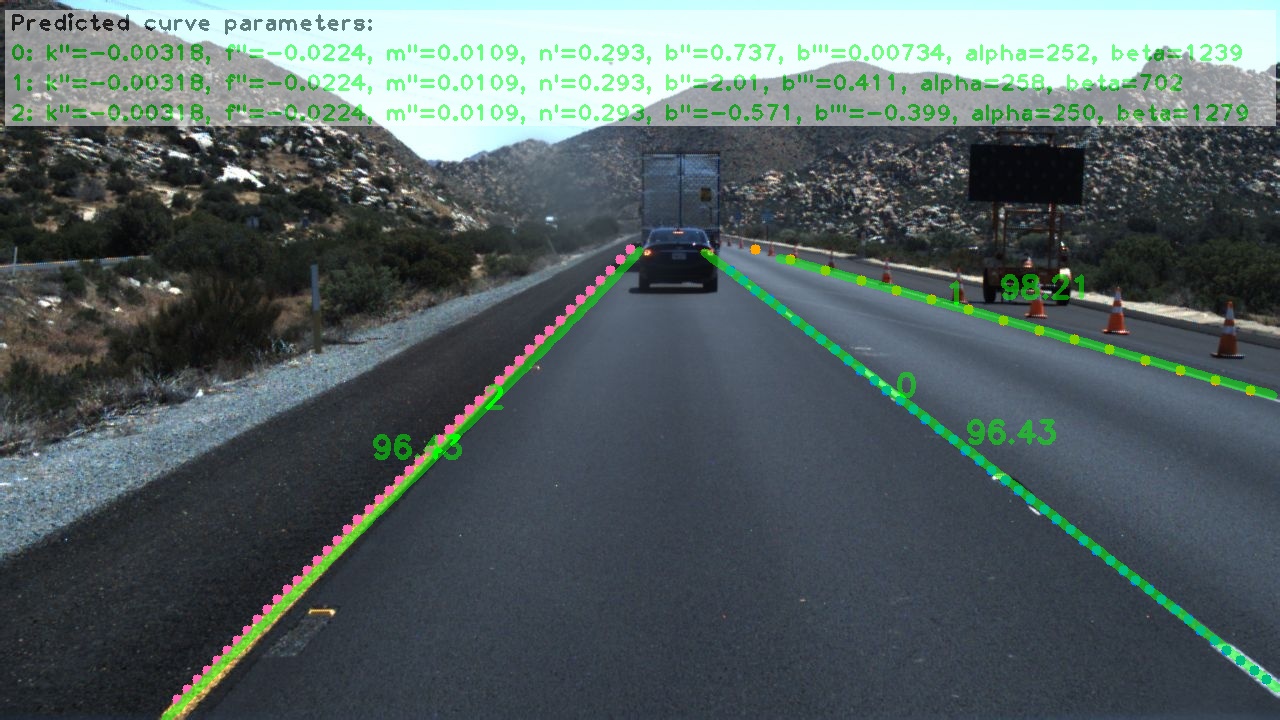 Predicted curve parameters:
0: k''=-0.00318, f''=-0.0224, m''=0.0109, n'=0.293, b''=0.737, b'''=0.00734, alpha=252, beta=1239
1: k''=-0.00318, f''=-0.0224, m''=0.0109, n'=0.293, b''=2.01, b'''=0.411, alpha=258, beta=702
2: k''=-0.00318, f''=-0.0224, m''=0.0109, n'=0.293, b''=-0.571, b'''=-0.399, alpha=250, beta=1279
1 98.21
0
2
96.43
96.43